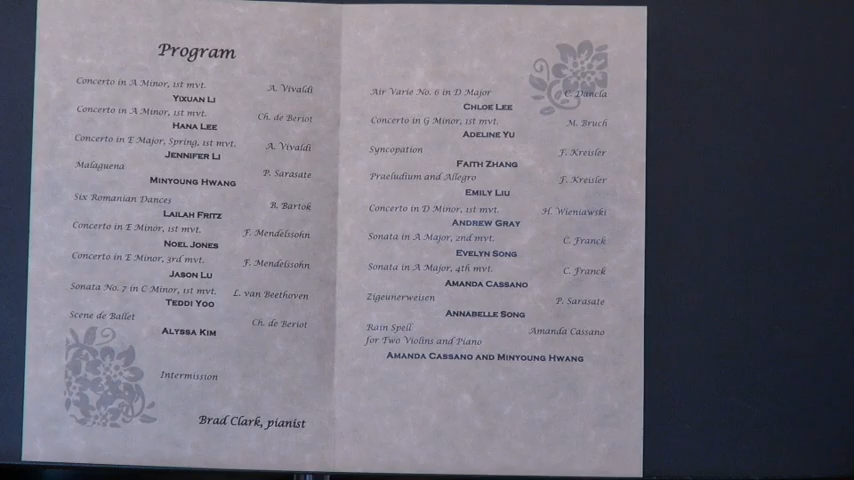 Program
Concerto in A Minor, 1st mvt. A. Vivaldi
Yixuan Li
Concerto in A Minor, 1st mvt. Ch. de Beriot
Hana Lee
Concerto in E Major, Spring, 1st mvt. A. Vivaldi
Jennifer Li
Malaguena P. Sarasate
Minyoung Hwang
Six Romanian Dances B. Bartok
Lailah Fritz
Concerto in E Minor, 1st mvt. F. Mendelssohn
Noel Jones
Concerto in E Minor, 3rd mvt. F. Mendelssohn
Jason Lu
Sonata No. 7 in C Minor, 1st mvt. L. van Beethoven
Teddi Yoo
Scene de Ballet Ch. de Beriot
Alyssa Kim
Intermission
Brad Clark, pianist
Air Varie No. 6 in D Major C. Dancla
Chloe Lee
Concerto in G Minor, 1st mvt. M. Bruch
Adeline Yu
Syncopation F. Kreisler
Faith Zhang
Praeludium and Allegro F. Kreisler
Emily Liu
Concerto in D Minor, 1st mvt. H. Wieniawski
Andrew Gray
Sonata in A Major, 2nd mvt. C. Franck
Evelyn Song
Sonata in A Major, 4th mvt. C. Franck
Amanda Cassano
Zigeunerweisen P. Sarasate
Annabelle Song
Rain Spell Amanda Cassano
for Two Violins and Piano
Amanda Cassano and Minyoung Hwang